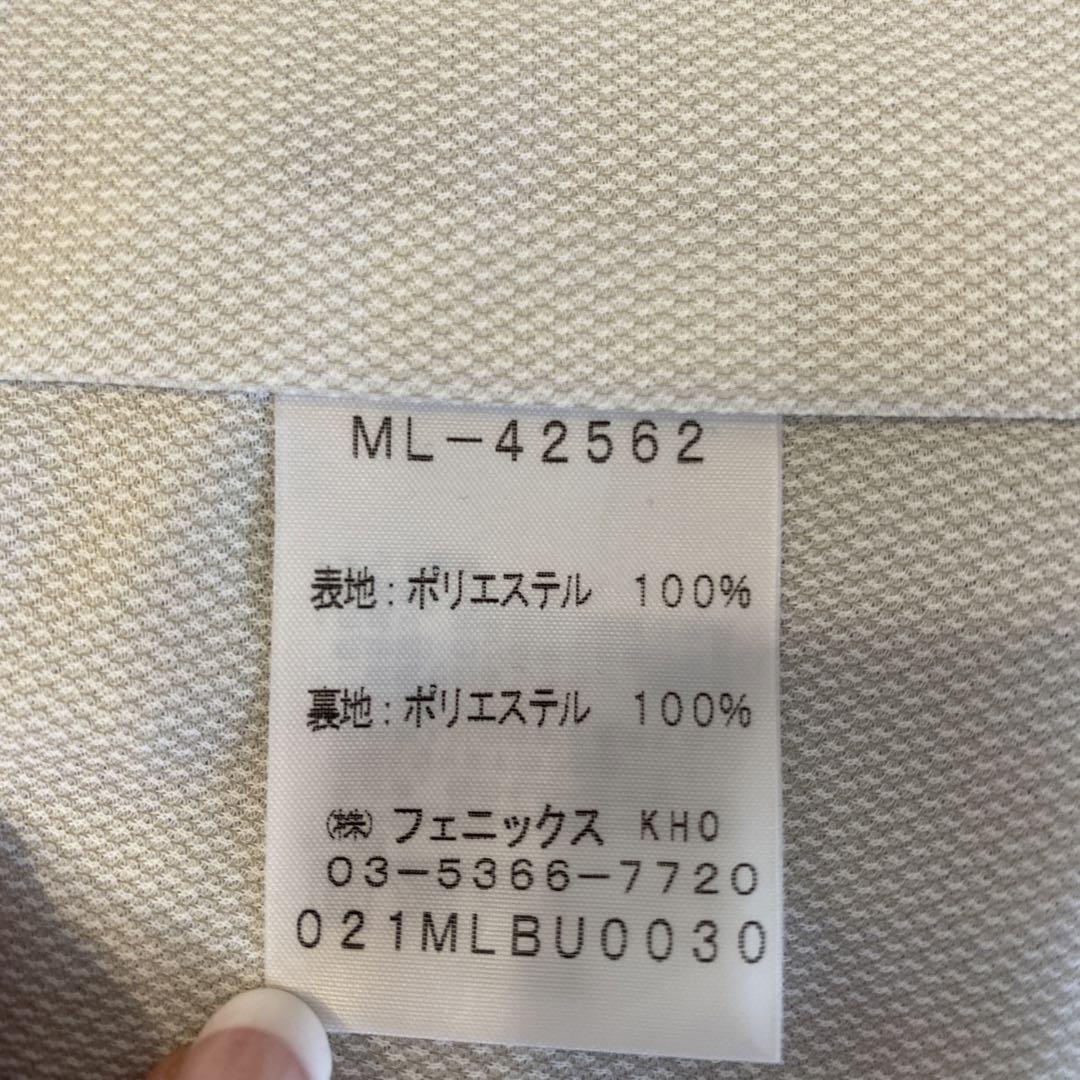 ML-42562
表地:ポリエステル 100%
裏地:ポリエステル 100%
㈱ フェニックス KHO
03-5366-7720
021MLBU0030